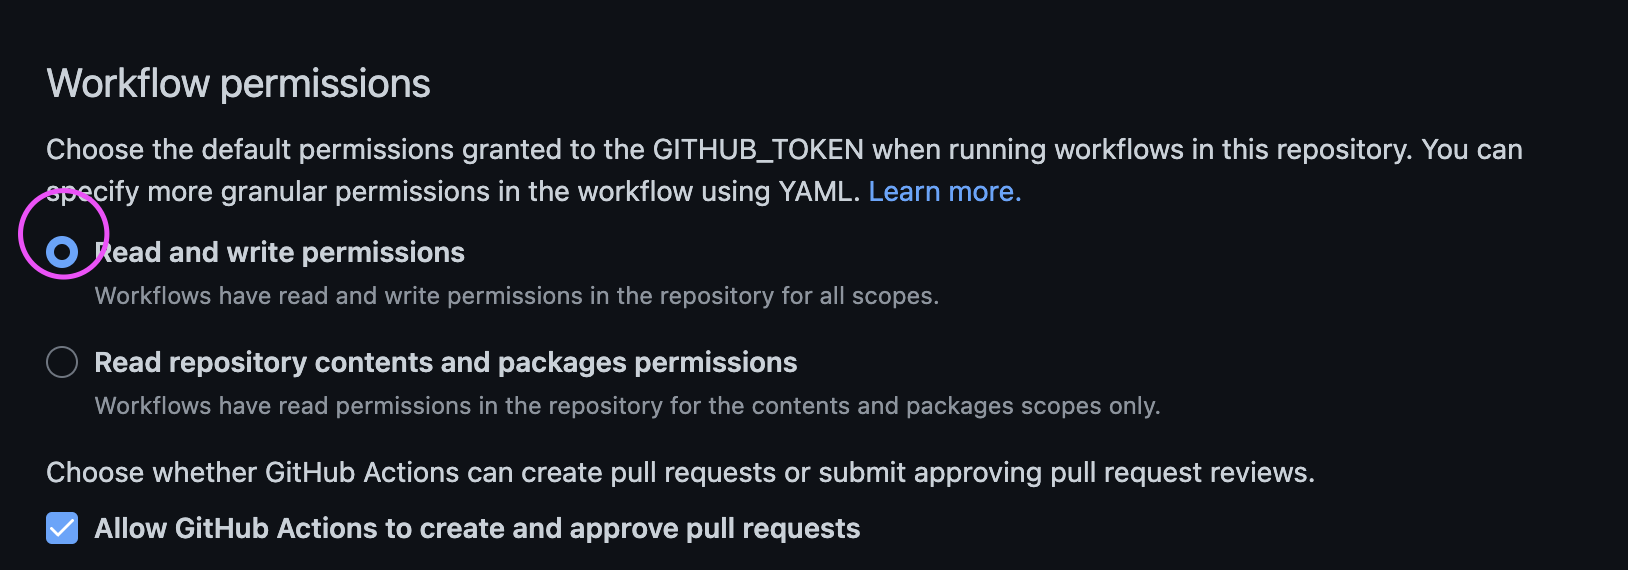 Workflow permissions
Choose the default permissions granted to the GITHUB_TOKEN when running workflows in this repository. You can
specify more granular permissions in the workflow using YAML. Learn more.
Read and write permissions
Workflows have read and write permissions in the repository for all scopes.
Read repository contents and packages permissions
Workflows have read permissions in the repository for the contents and packages scopes only.
Choose whether GitHub Actions can create pull requests or submit approving pull request reviews.
Allow GitHub Actions to create and approve pull requests